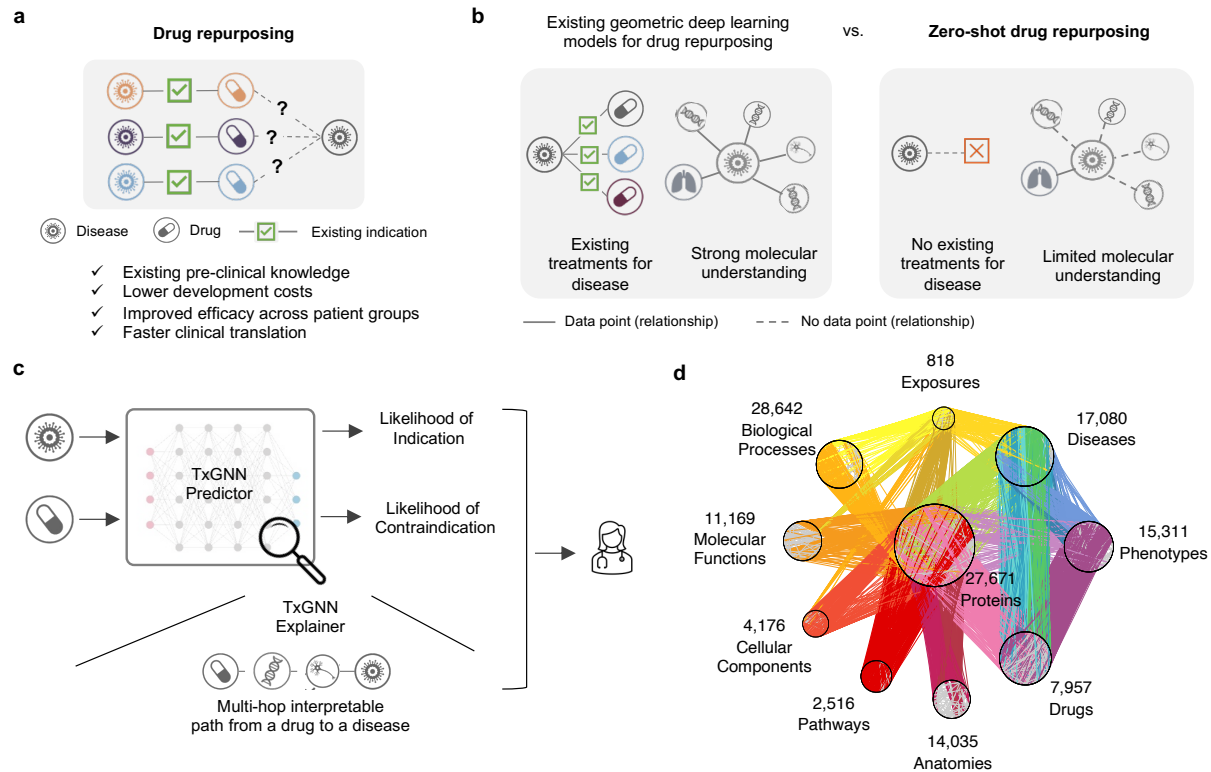 a
Drug repurposing
?
?
?
Disease
Drug
Existing indication
✓ Existing pre-clinical knowledge
✓ Lower development costs
✓ Improved efficacy across patient groups
✓ Faster clinical translation
b
Existing geometric deep learning
models for drug repurposing
vs.
Zero-shot drug repurposing
Existing
treatments for
disease
Strong molecular
understanding
No existing
treatments for
disease
Limited molecular
understanding
Data point (relationship)
No data point (relationship)
c
TxGNN
Predictor
Likelihood of
Indication
Likelihood of
Contraindication
TxGNN
Explainer
Multi-hop interpretable
path from a drug to a disease
d
818
Exposures
28,642
Biological
Processes
17,080
Diseases
11,169
Molecular
Functions
15,311
Phenotypes
27,671
Proteins
4,176
Cellular
Components
2,516
Pathways
7,957
Drugs
14,035
Anatomies